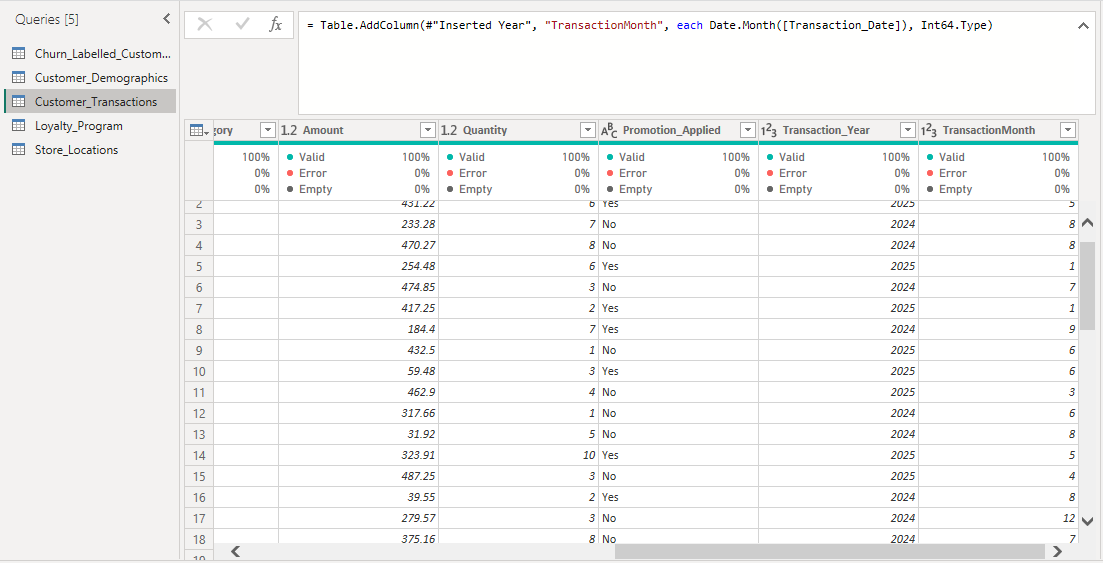 Queries [5]
Churn_Labelled_Custom...
Customer_Demographics
Customer_Transactions
Loyalty_Program
Store_Locations
fx
= Table.AddColumn(#"Inserted Year", "TransactionMonth", each Date.Month([Transaction_Date]), Int64.Type)
gory 1.2 Amount 1.2 Quantity ABC Promotion_Applied 123 Transaction_Year 123 TransactionMonth
100% Valid 100% Valid 100% Valid 100% Valid 100% Valid 100%
0% Error 0% Error 0% Error 0% Error 0% Error 0%
0% Empty 0% Empty 0% Empty 0% Empty 0% Empty 0%
2 431.22 6 Yes 2025 5
3 233.28 7 No 2024 8
4 470.27 8 No 2024 8
5 254.48 6 Yes 2025 1
6 474.85 3 No 2024 7
7 417.25 2 Yes 2025 1
8 184.4 7 Yes 2024 9
9 432.5 1 No 2025 6
10 59.48 3 Yes 2025 6
11 462.9 4 No 2025 3
12 317.66 1 No 2024 6
13 31.92 5 No 2024 8
14 323.91 10 Yes 2025 5
15 487.25 3 No 2025 4
16 39.55 2 Yes 2024 8
17 279.57 3 No 2024 12
18 375.16 8 No 2024 7
19